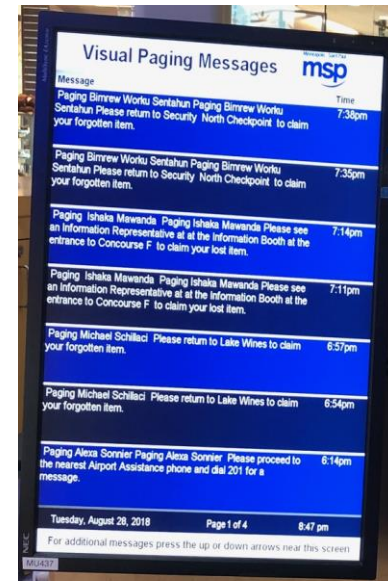 Visual Paging Messages
Minneapolis Saint Paul
msp
Message
Time
Paging Bimrew Worku Sentahun Paging Bimrew Worku 7:38pm
Sentahun Please return to Security North Checkpoint to claim
your forgotten item.
Paging Bimrew Worku Sentahun Paging Bimrew Worku 7:35pm
Sentahun Please return to Security North Checkpoint to claim
your forgotten item.
Paging Ishaka Mawanda Paging Ishaka Mawanda Please see 7:14pm
an Information Representative at at the Information Booth at the
entrance to Concourse F to claim your lost item.
Paging Ishaka Mawanda Paging Ishaka Mawanda Please see 7:11pm
an Information Representative at at the Information Booth at the
entrance to Concourse F to claim your lost item.
Paging Michael Schillaci Please return to Lake Wines to claim 6:57pm
your forgotten item.
Paging Michael Schillaci Please return to Lake Wines to claim 6:54pm
your forgotten item.
Paging Alexa Sonnier Paging Alexa Sonnier Please proceed to 6:14pm
the nearest Airport Assistance phone and dial 201 for a
message.
Tuesday, August 28, 2018 Page 1 of 4 8:47 pm
For additional messages press the up or down arrows near this screen
NEC
MU437